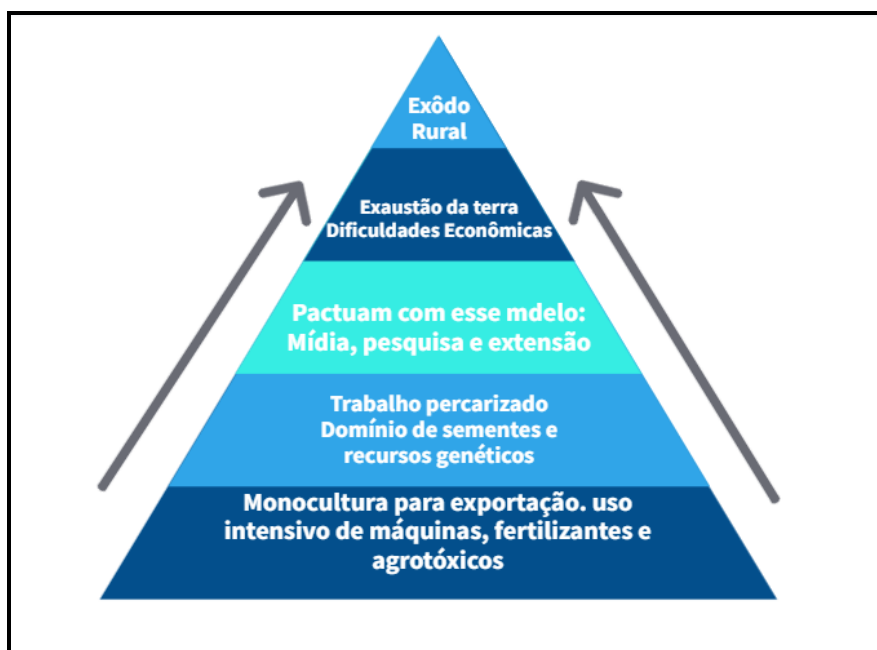 Exôdo
Rural
Exaustão da terra
Dificuldades Econômicas
Pactuam com esse mdelo:
Mídia, pesquisa e extensão
Trabalho percarizado
Domínio de sementes e
recursos genéticos
Monocultura para exportação. uso
intensivo de máquinas, fertilizantes e
agrotóxicos